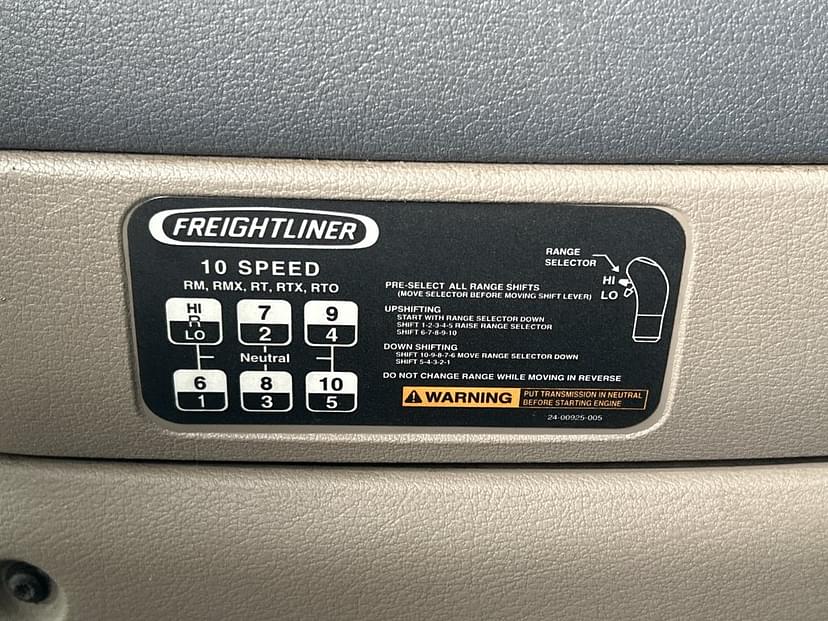 FREIGHTLINER
10 SPEED
RM, RMX, RT, RTX, RTO
HI 7 9
R
LO 2 4
Neutral
6 8 10
1 3 5
PRE-SELECT ALL RANGE SHIFTS
(MOVE SELECTOR BEFORE MOVING SHIFT LEVER)
UPSHIFTING
START WITH RANGE SELECTOR DOWN
SHIFT 1-2-3-4-5 RAISE RANGE SELECTOR
SHIFT 6-7-8-9-10
DOWN SHIFTING
SHIFT 10-9-8-7-6 MOVE RANGE SELECTOR DOWN
SHIFT 5-4-3-2-1
DO NOT CHANGE RANGE WHILE MOVING IN REVERSE
WARNING
PUT TRANSMISSION IN NEUTRAL
BEFORE STARTING ENGINE
24-00925-005
RANGE
SELECTOR
HI
LO